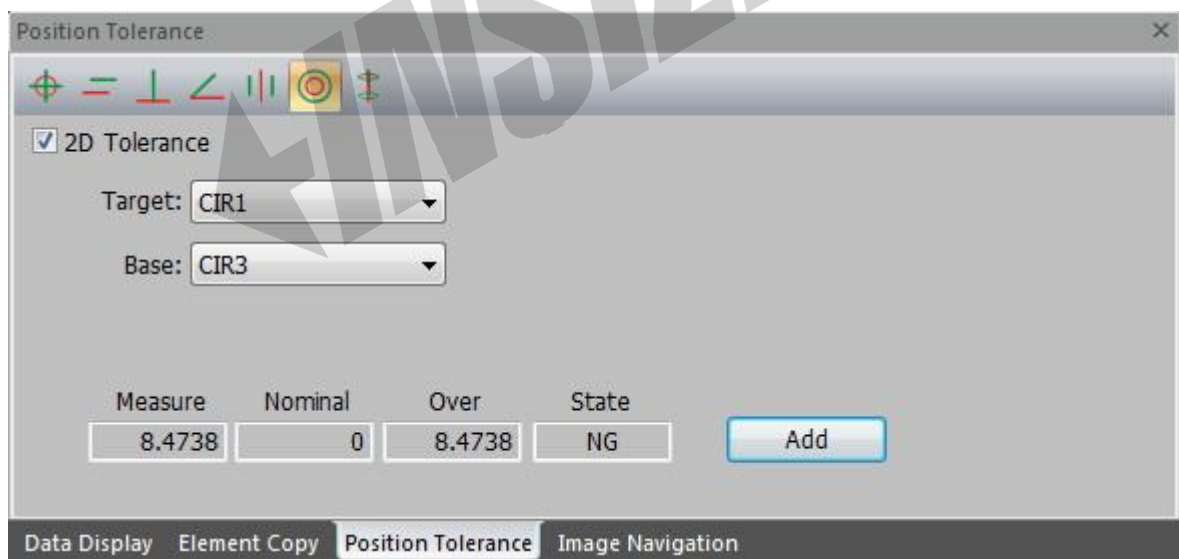 Position Tolerance
2D Tolerance
Target: CIR1
Base: CIR3
Measure Nominal Over State
8.4738 0 8.4738 NG Add
Data Display Element Copy Position Tolerance Image Navigation